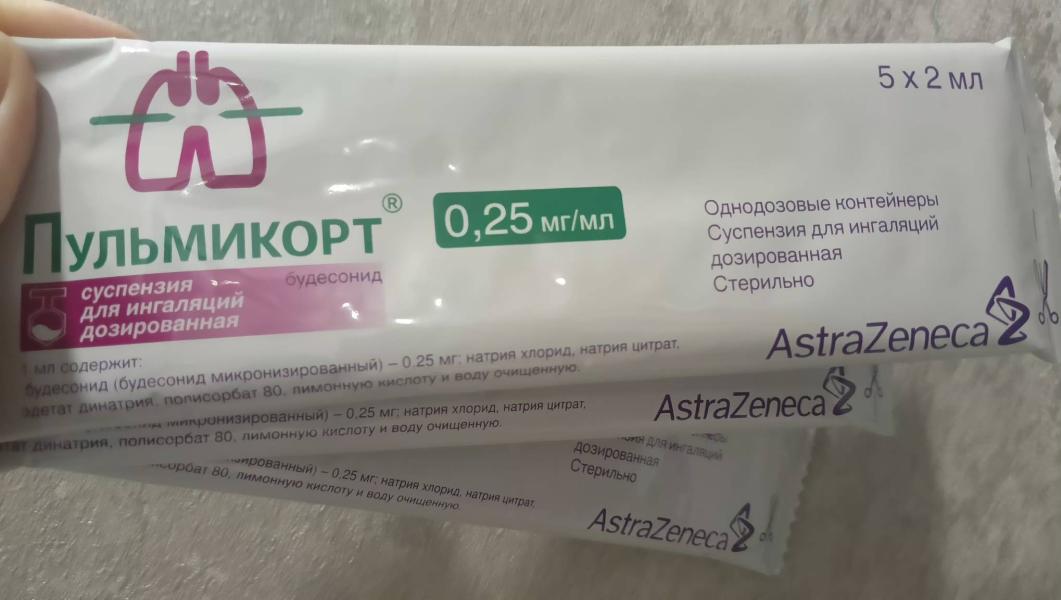 5 x 2 мл
Пульмикорт®
будесонид
0,25 мг/мл
суспензия
для ингаляций
дозированная
Однодозовые контейнеры
Суспензия для ингаляций
дозированная
Стерильно
AstraZeneca
1 мл содержит:
будесонид (будесонид микронизированный) – 0.25 мг; натрия хлорид, натрия цитрат,
эдетат динатрия, полисорбат 80, лимонную кислоту и воду очищенную.
микронизированный) – 0,25 мг; натрия хлорид, натрия цитрат,
динатрия, полисорбат 80, лимонную кислоту и воду очищенную.
AstraZeneca
– 0,25 мг; натрия хлорид, натрия цитрат,
80, лимонную кислоту и воду очищенную.
для ингаляций
дозированная
Стерильно
AstraZeneca